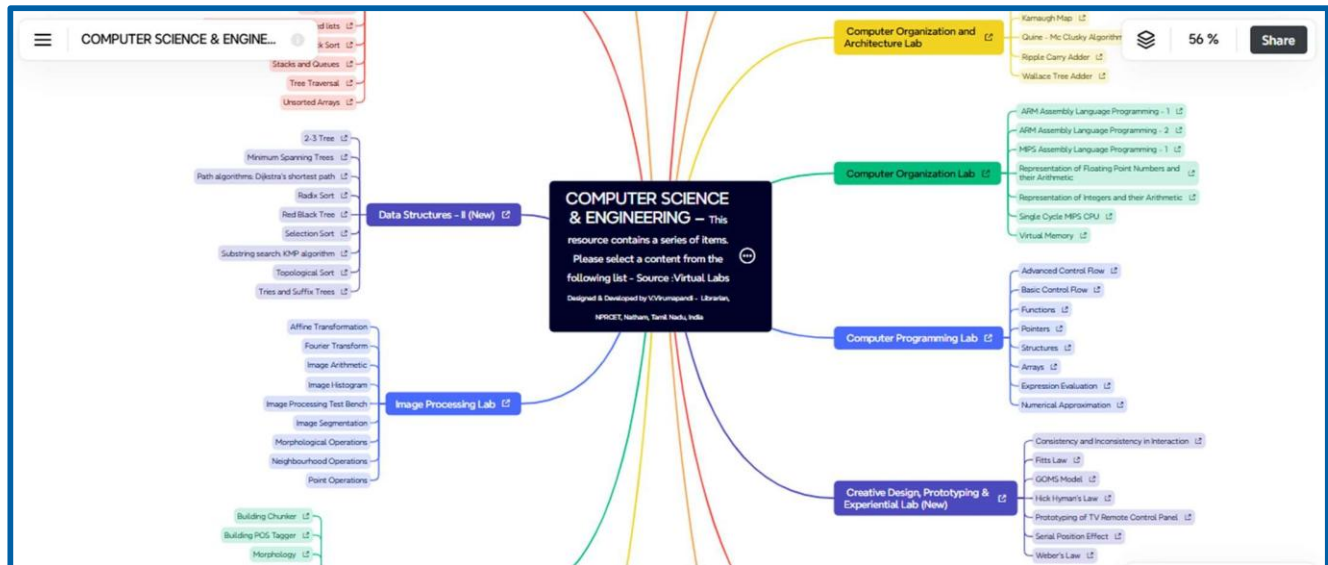 COMPUTER SCIENCE & ENGINE...
56 %
Share
d lists
k Sort
Stacks and Queues
Tree Traversal
Unsorted Arrays
2-3 Tree
Minimum Spanning Trees
Path algorithms: Dijkstra's shortest path
Radix Sort
Red Black Tree
Selection Sort
Substring search: KMP algorithm
Topological Sort
Tries and Suffix Trees
Data Structures - II (New)
Affine Transformation
Fourier Transform
Image Arithmetic
Image Histogram
Image Processing Test Bench
Image Segmentation
Morphological Operations
Neighbourhood Operations
Point Operations
Image Processing Lab
Building Chunker
Building POS Tagger
Morphology
COMPUTER SCIENCE
& ENGINEERING – This
resource contains a series of items.
Please select a content from the
following list - Source :Virtual Labs
Designed & Developed by V.Virumapandi - Librarian,
NPRCET, Natham, Tamil Nadu, India
Computer Organization and
Architecture Lab
Karnaugh Map
Quine - Mc Clusky Algorithm
Ripple Carry Adder
Wallace Tree Adder
Computer Organization Lab
ARM Assembly Language Programming - 1
ARM Assembly Language Programming - 2
MIPS Assembly Language Programming - 1
Representation of Floating Point Numbers and
their Arithmetic
Representation of Integers and their Arithmetic
Single Cycle MIPS CPU
Virtual Memory
Computer Programming Lab
Advanced Control Flow
Basic Control Flow
Functions
Pointers
Structures
Arrays
Expression Evaluation
Numerical Approximation
Creative Design, Prototyping &
Experiential Lab (New)
Consistency and Inconsistency in Interaction
Fitts Law
GOMS Model
Hick Hyman's Law
Prototyping of TV Remote Control Panel
Serial Position Effect
Weber's Law